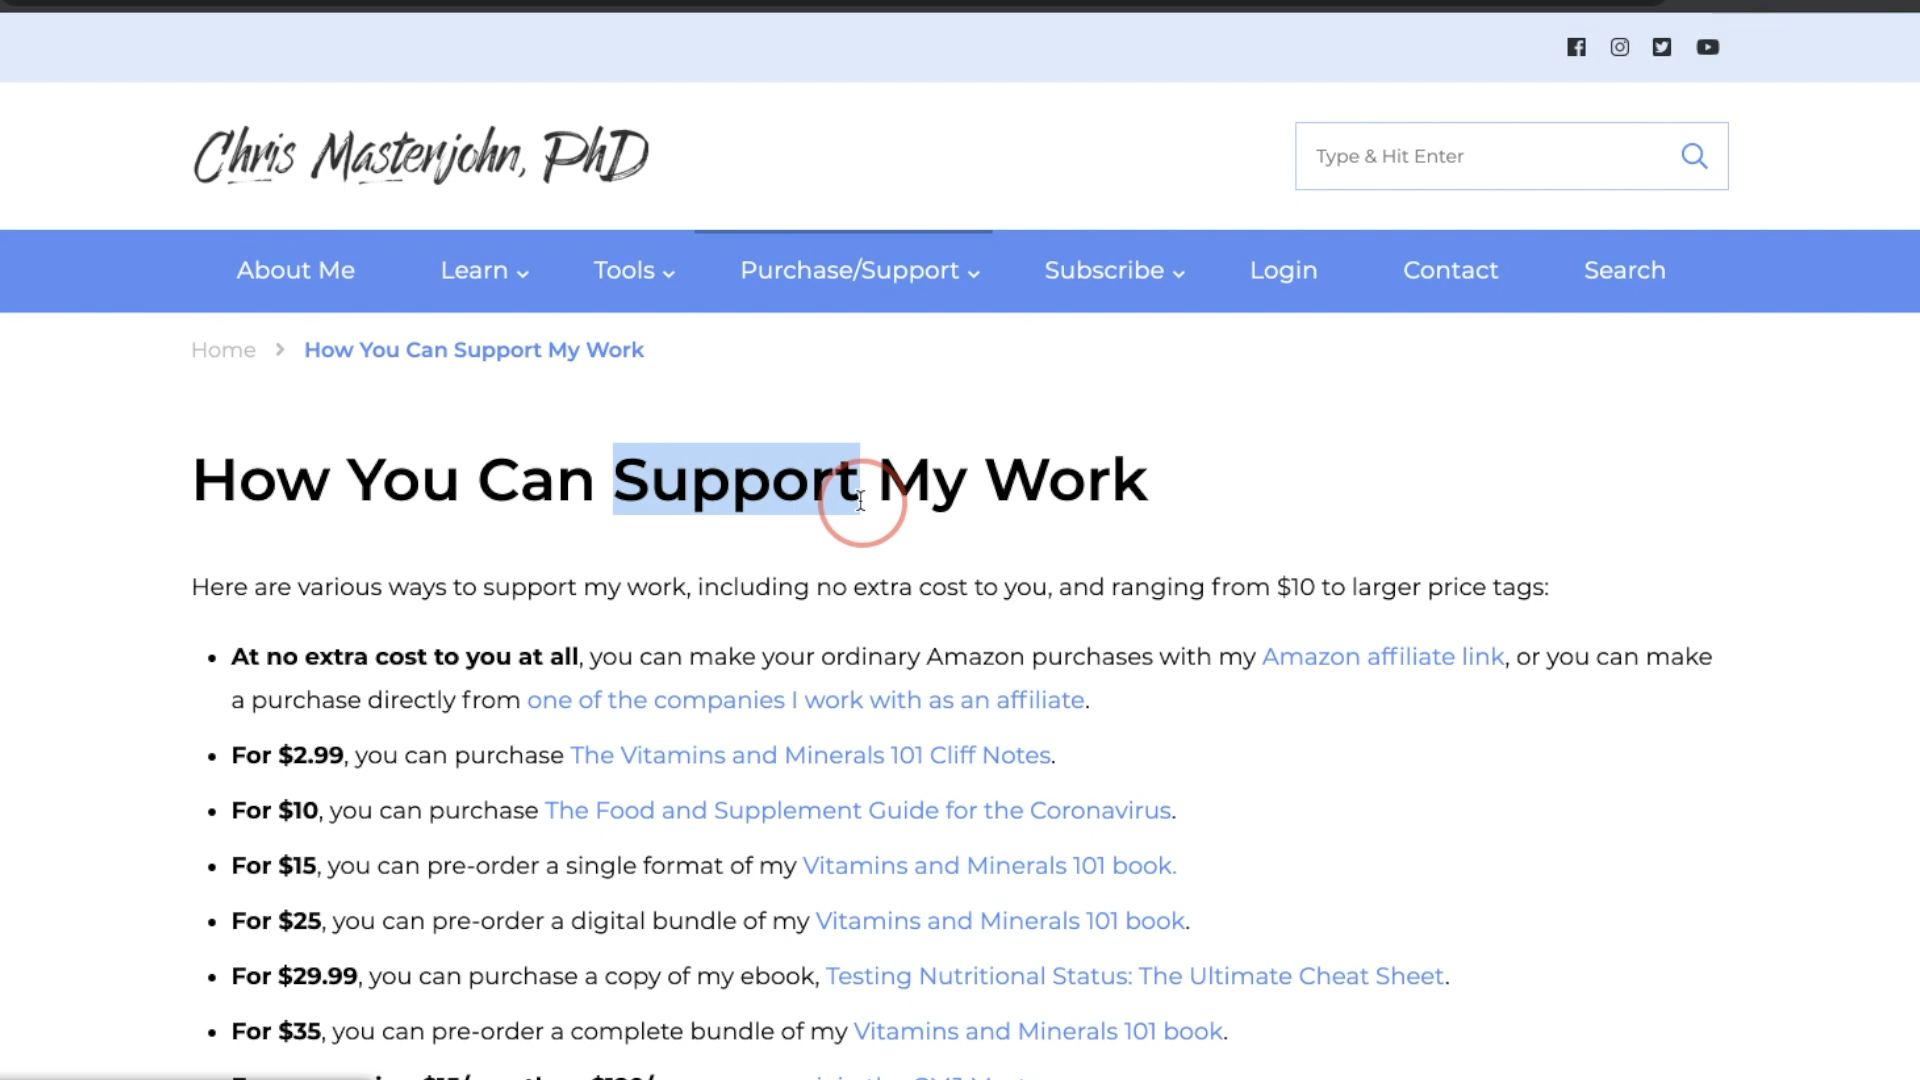 Chris Masterjohn, PhD
Type & Hit Enter
About Me Learn Tools Purchase/Support Subscribe Login Contact Search
Home > How You Can Support My Work
How You Can Support My Work
Here are various ways to support my work, including no extra cost to you, and ranging from $10 to larger price tags:
• At no extra cost to you at all, you can make your ordinary Amazon purchases with my Amazon affiliate link, or you can make
a purchase directly from one of the companies I work with as an affiliate.
• For $2.99, you can purchase The Vitamins and Minerals 101 Cliff Notes.
• For $10, you can purchase The Food and Supplement Guide for the Coronavirus.
• For $15, you can pre-order a single format of my Vitamins and Minerals 101 book.
• For $25, you can pre-order a digital bundle of my Vitamins and Minerals 101 book.
• For $29.99, you can purchase a copy of my ebook, Testing Nutritional Status: The Ultimate Cheat Sheet.
• For $35, you can pre-order a complete bundle of my Vitamins and Minerals 101 book.